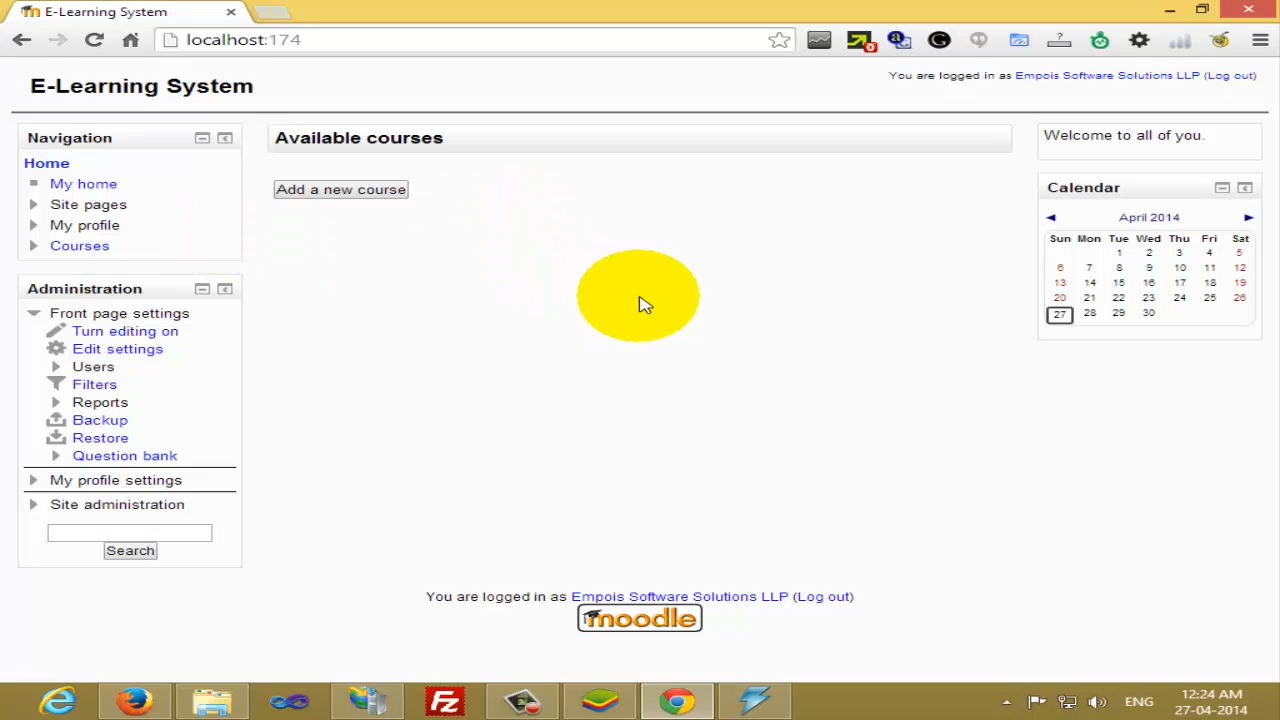 E-Learning System
localhost:174
E-Learning System
You are logged in as Empois Software Solutions LLP (Log out)
Navigation
Home
My home
Site pages
My profile
Courses
Administration
Front page settings
Turn editing on
Edit settings
Users
Filters
Reports
Backup
Restore
Question bank
My profile settings
Site administration
Search
Available courses
Add a new course
Welcome to all of you.
Calendar
April 2014
Sun Mon Tue Wed Thu Fri Sat
1 2 3 4 5
6 7 8 9 10 11 12
13 14 15 16 17 18 19
20 21 22 23 24 25 26
27 28 29 30
You are logged in as Empois Software Solutions LLP (Log out)
moodle
ENG
12:24 AM
27-04-2014